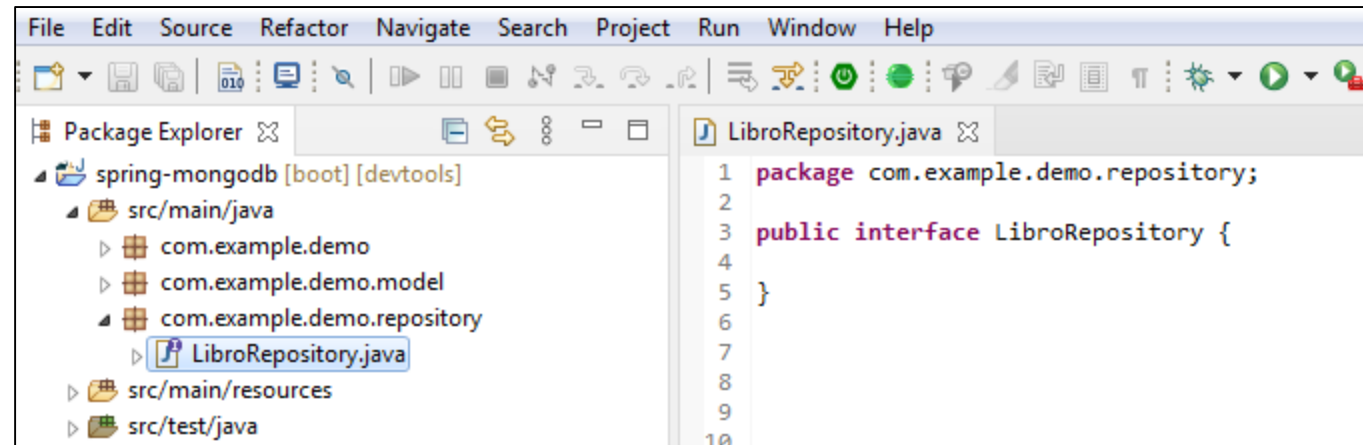 File Edit Source Refactor Navigate Search Project Run Window Help
Package Explorer
spring-mongodb [boot] [devtools]
src/main/java
com.example.demo
com.example.demo.model
com.example.demo.repository
LibroRepository.java
src/main/resources
src/test/java
LibroRepository.java
1 package com.example.demo.repository;
2
3 public interface LibroRepository {
4
5 }
6
7
8
9
10